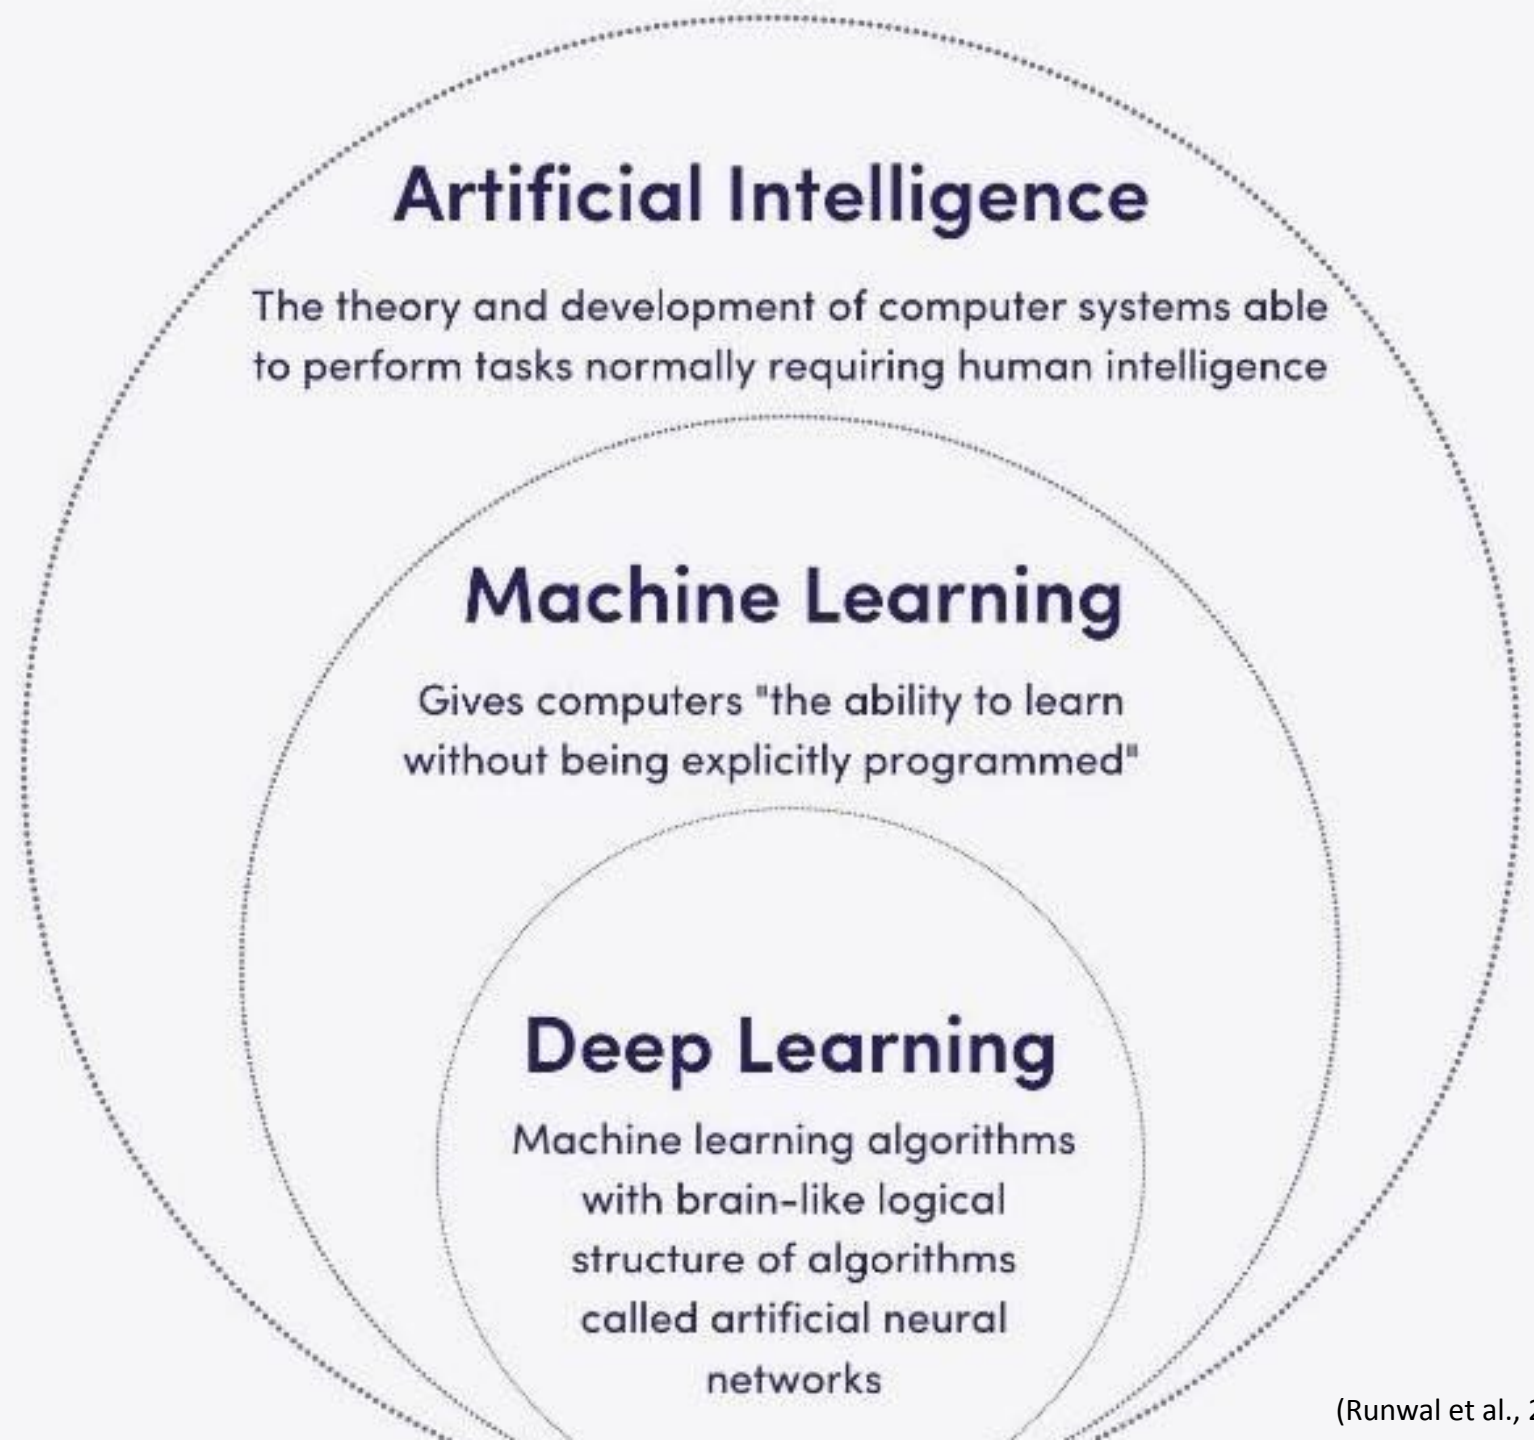 Artificial Intelligence
The theory and development of computer systems able
to perform tasks normally requiring human intelligence
Machine Learning
Gives computers "the ability to learn
without being explicitly programmed"
Deep Learning
Machine learning algorithms
with brain-like logical
structure of algorithms
called artificial neural
networks
(Runwal et al.,